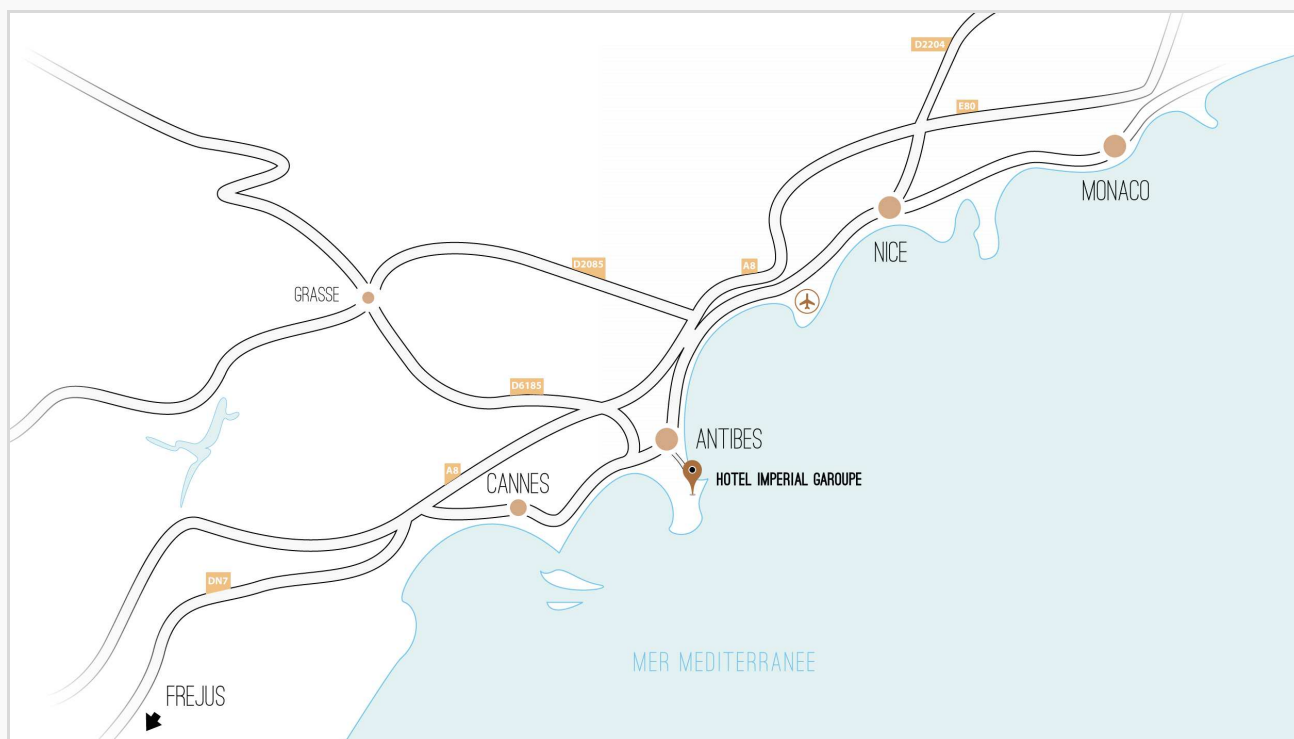 D2204
E80
MONACO
NICE
D2085
A8
GRASSE
D6185
ANTIBES
A8
CANNES
HOTEL IMPERIAL GAROUPE
DN7
MER MEDITERRANEE
FREJUS